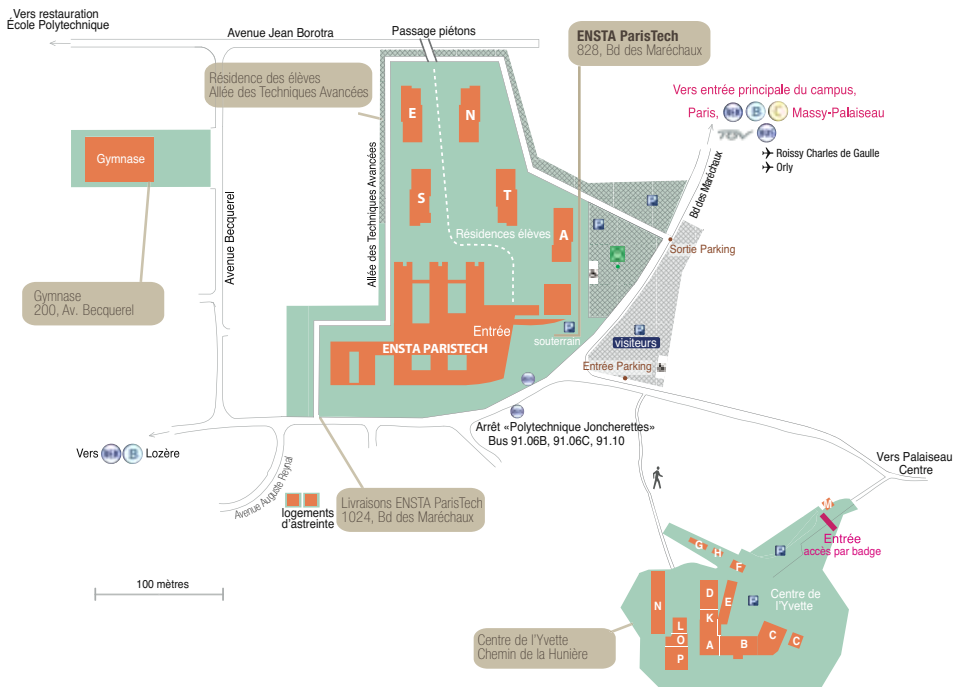 Vers restauration
École Polytechnique
Avenue Jean Borotra
Passage piétons
ENSTA ParisTech
828, Bd des Maréchaux
Résidence des élèves
Allée des Techniques Avancées
Vers entrée principale du campus,
Paris, RER B C Massy-Palaiseau
TGV BUS
Roissy Charles de Gaulle
Orly
E
N
Gymnase
S
T
A
P
P
Bd des Maréchaux
Allée des Techniques Avancées
Avenue Becquerel
Résidences élèves
Sortie Parking
Gymnase
200, Av. Becquerel
Entrée
ENSTA PARISTECH
P
souterrain
P
visiteurs
Entrée Parking
Arrêt «Polytechnique Joncherettes»
Bus 91.06B, 91.06C, 91.10
Vers RER B Lozère
Vers Palaiseau
Centre
Avenue Auguste Reynal
logements
d'astreinte
Livraisons ENSTA ParisTech
1024, Bd des Maréchaux
M
Entrée
accès par badge
G
H
F
P
100 mètres
N
D
E
P
Centre de
l'Yvette
L
K
O
A
B
C
C
P
Centre de l'Yvette
Chemin de la Hunière